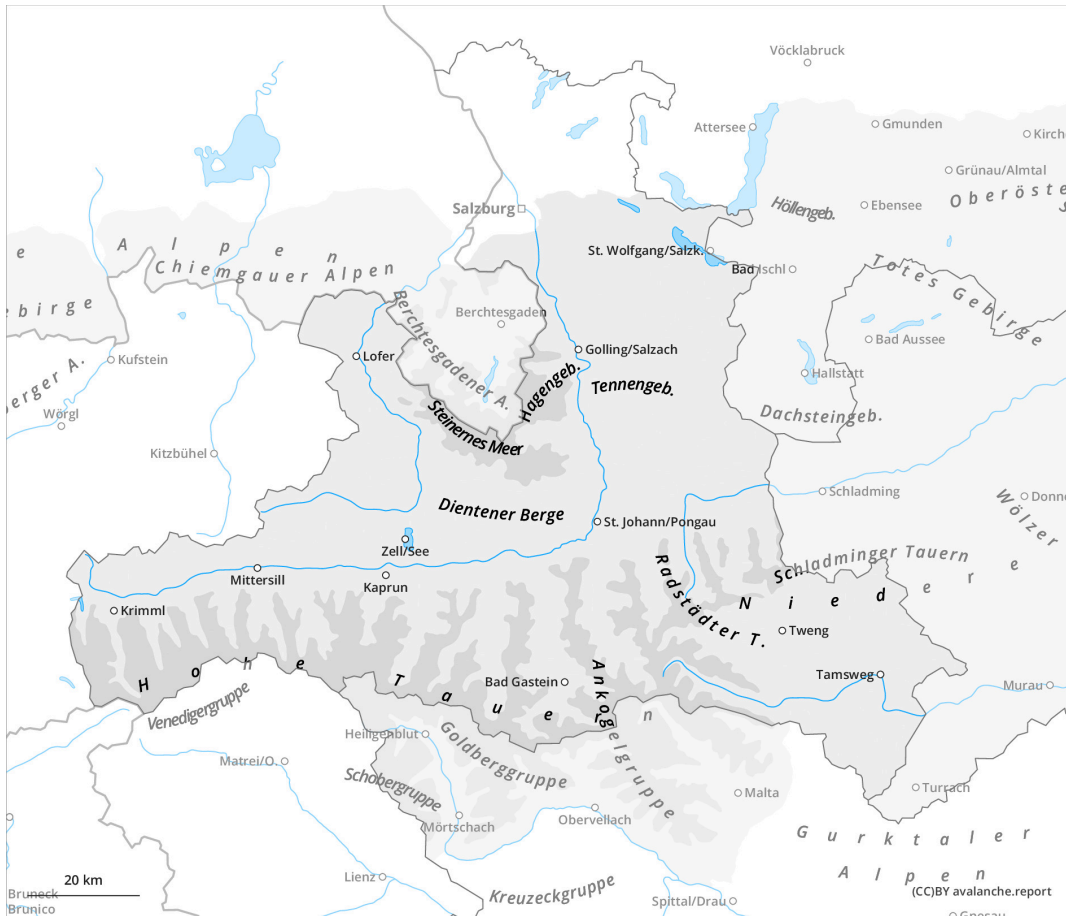 Vöcklabruck
Attersee
Gmunden
Kirch
Grünau/Almtal
Salzburg
Höllengeb.
Ebensee
Oberöste
S
e
Alpen
Chiemgauer Alpen
St. Wolfgang/Salzk.
Bad Ischl
Totes Gebirge
ebirge
Berchtesgaden
Berchtesgadener A.
Kufstein
Lofer
Golling/Salzach
Bad Aussee
Hallstatt
berger A.
Hagengeb.
Tennengeb.
Wörgl
Steinernes Meer
Dachsteingeb.
Kitzbühel
Schladming
Donne
Dientener Berge
St. Johann/Pongau
Wölzer
Zell/See
Mittersill
Kaprun
Schladminger Tauern
Krimml
Radstädter T.
Niedere
Tweng
Hohe Tauern
Bad Gastein
Ankogelgruppe
Tamsweg
Murau
Venedigergruppe
Heiligenblut
Goldberggruppe
Matrei/O.
Schobergruppe
Malta
Turrach
Mörtschach
Obervellach
Gurktaler
Alpen
20 km
Lienz
Kreuzeckgruppe
(CC)BY avalanche.report
Bruneck
Brunico
Spittal/Drau